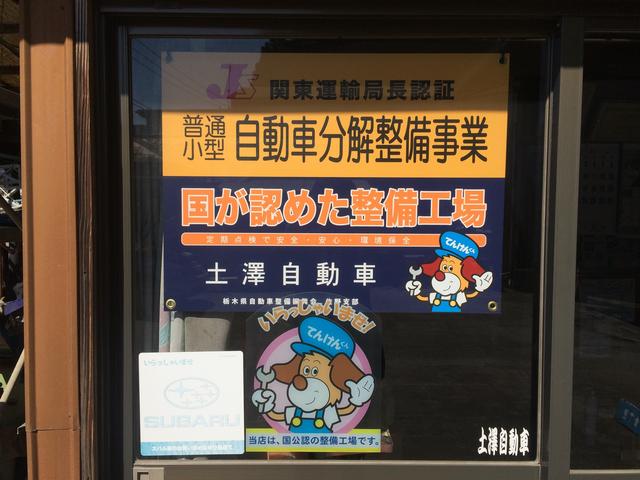 JS 関東運輸局長認証
普通
小型 自動車分解整備事業
国が認めた整備工場
定期点検で安全・安心・環境保全
てんけんくん
土澤自動車
栃木県自動車整備振興会 佐野支部
いらっしゃいませ!
てんけんくん
当店は、国公認の整備工場です。
いらっしゃいませ
SUBARU
土澤自動車